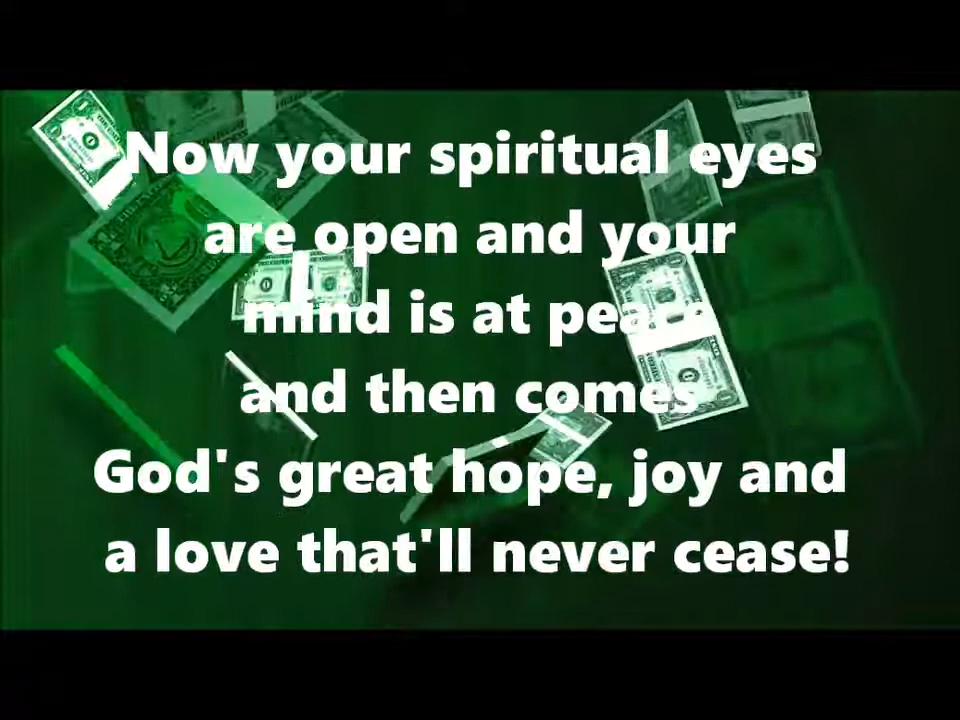 Now your spiritual eyes
are open and your
mind is at peace
and then comes
God's great hope, joy and
a love that'll never cease!